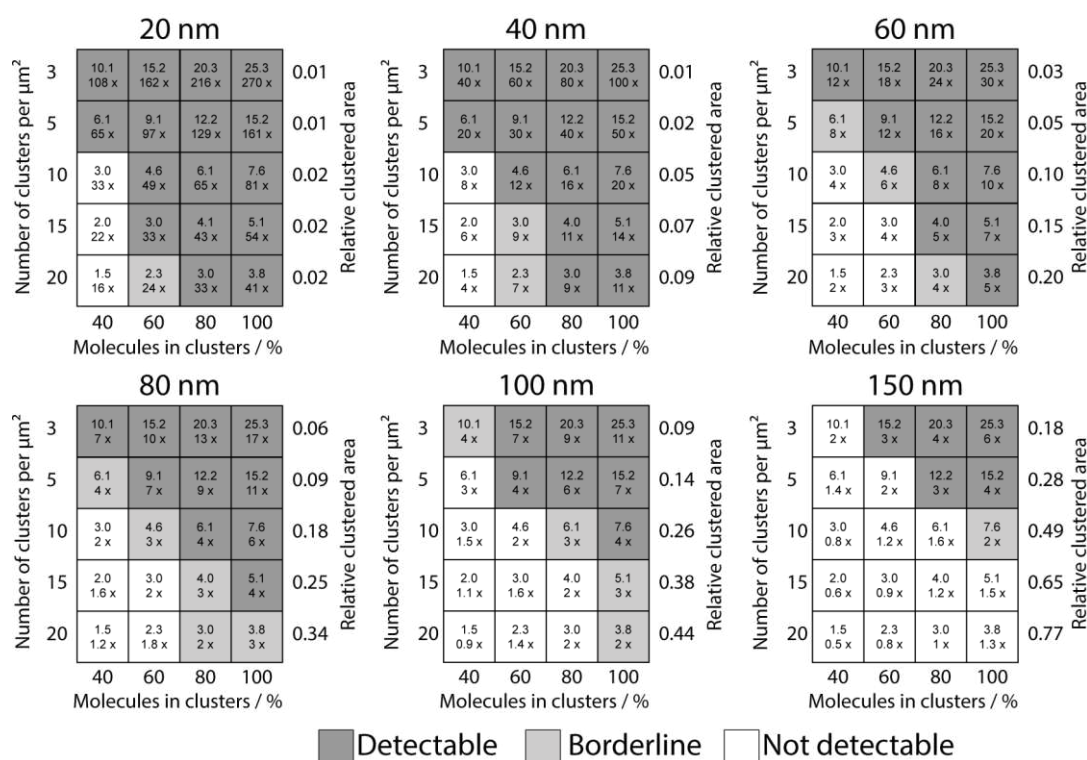 20 nm
40 nm
60 nm
Number of clusters per µm²
3 10.1 15.2 20.3 25.3 0.01
108 x 162 x 216 x 270 x
5 6.1 9.1 12.2 15.2 0.01
65 x 97 x 129 x 161 x
10 3.0 4.6 6.1 7.6 0.02
33 x 49 x 65 x 81 x
15 2.0 3.0 4.1 5.1 0.02
22 x 33 x 43 x 54 x
20 1.5 2.3 3.0 3.8 0.02
16 x 24 x 33 x 41 x
Relative clustered area
40 60 80 100
Molecules in clusters / %
Number of clusters per µm²
3 10.1 15.2 20.3 25.3 0.01
40 x 60 x 80 x 100 x
5 6.1 9.1 12.2 15.2 0.02
20 x 30 x 40 x 50 x
10 3.0 4.6 6.1 7.6 0.05
8 x 12 x 16 x 20 x
15 2.0 3.0 4.0 5.1 0.07
6 x 9 x 11 x 14 x
20 1.5 2.3 3.0 3.8 0.09
4 x 7 x 9 x 11 x
Relative clustered area
40 60 80 100
Molecules in clusters / %
Number of clusters per µm²
3 10.1 15.2 20.3 25.3 0.03
12 x 18 x 24 x 30 x
5 6.1 9.1 12.2 15.2 0.05
8 x 12 x 16 x 20 x
10 3.0 4.6 6.1 7.6 0.10
4 x 6 x 8 x 10 x
15 2.0 3.0 4.0 5.1 0.15
3 x 4 x 5 x 7 x
20 1.5 2.3 3.0 3.8 0.20
2 x 3 x 4 x 5 x
Relative clustered area
40 60 80 100
Molecules in clusters / %
80 nm
100 nm
150 nm
Number of clusters per µm²
3 10.1 15.2 20.3 25.3 0.06
7 x 10 x 13 x 17 x
5 6.1 9.1 12.2 15.2 0.09
4 x 7 x 9 x 11 x
10 3.0 4.6 6.1 7.6 0.18
2 x 3 x 4 x 6 x
15 2.0 3.0 4.0 5.1 0.25
1.6 x 2 x 3 x 4 x
20 1.5 2.3 3.0 3.8 0.34
1.2 x 1.8 x 2 x 3 x
Relative clustered area
40 60 80 100
Molecules in clusters / %
Number of clusters per µm²
3 10.1 15.2 20.3 25.3 0.09
4 x 7 x 9 x 11 x
5 6.1 9.1 12.2 15.2 0.14
3 x 4 x 6 x 7 x
10 3.0 4.6 6.1 7.6 0.26
1.5 x 2 x 3 x 4 x
15 2.0 3.0 4.0 5.1 0.38
1.1 x 1.6 x 2 x 3 x
20 1.5 2.3 3.0 3.8 0.44
0.9 x 1.4 x 2 x 2 x
Relative clustered area
40 60 80 100
Molecules in clusters / %
Number of clusters per µm²
3 10.1 15.2 20.3 25.3 0.18
2 x 3 x 4 x 6 x
5 6.1 9.1 12.2 15.2 0.28
1.4 x 2 x 3 x 4 x
10 3.0 4.6 6.1 7.6 0.49
0.8 x 1.2 x 1.6 x 2 x
15 2.0 3.0 4.0 5.1 0.65
0.6 x 0.9 x 1.2 x 1.5 x
20 1.5 2.3 3.0 3.8 0.77
0.5 x 0.8 x 1 x 1.3 x
Relative clustered area
40 60 80 100
Molecules in clusters / %
Detectable
Borderline
Not detectable